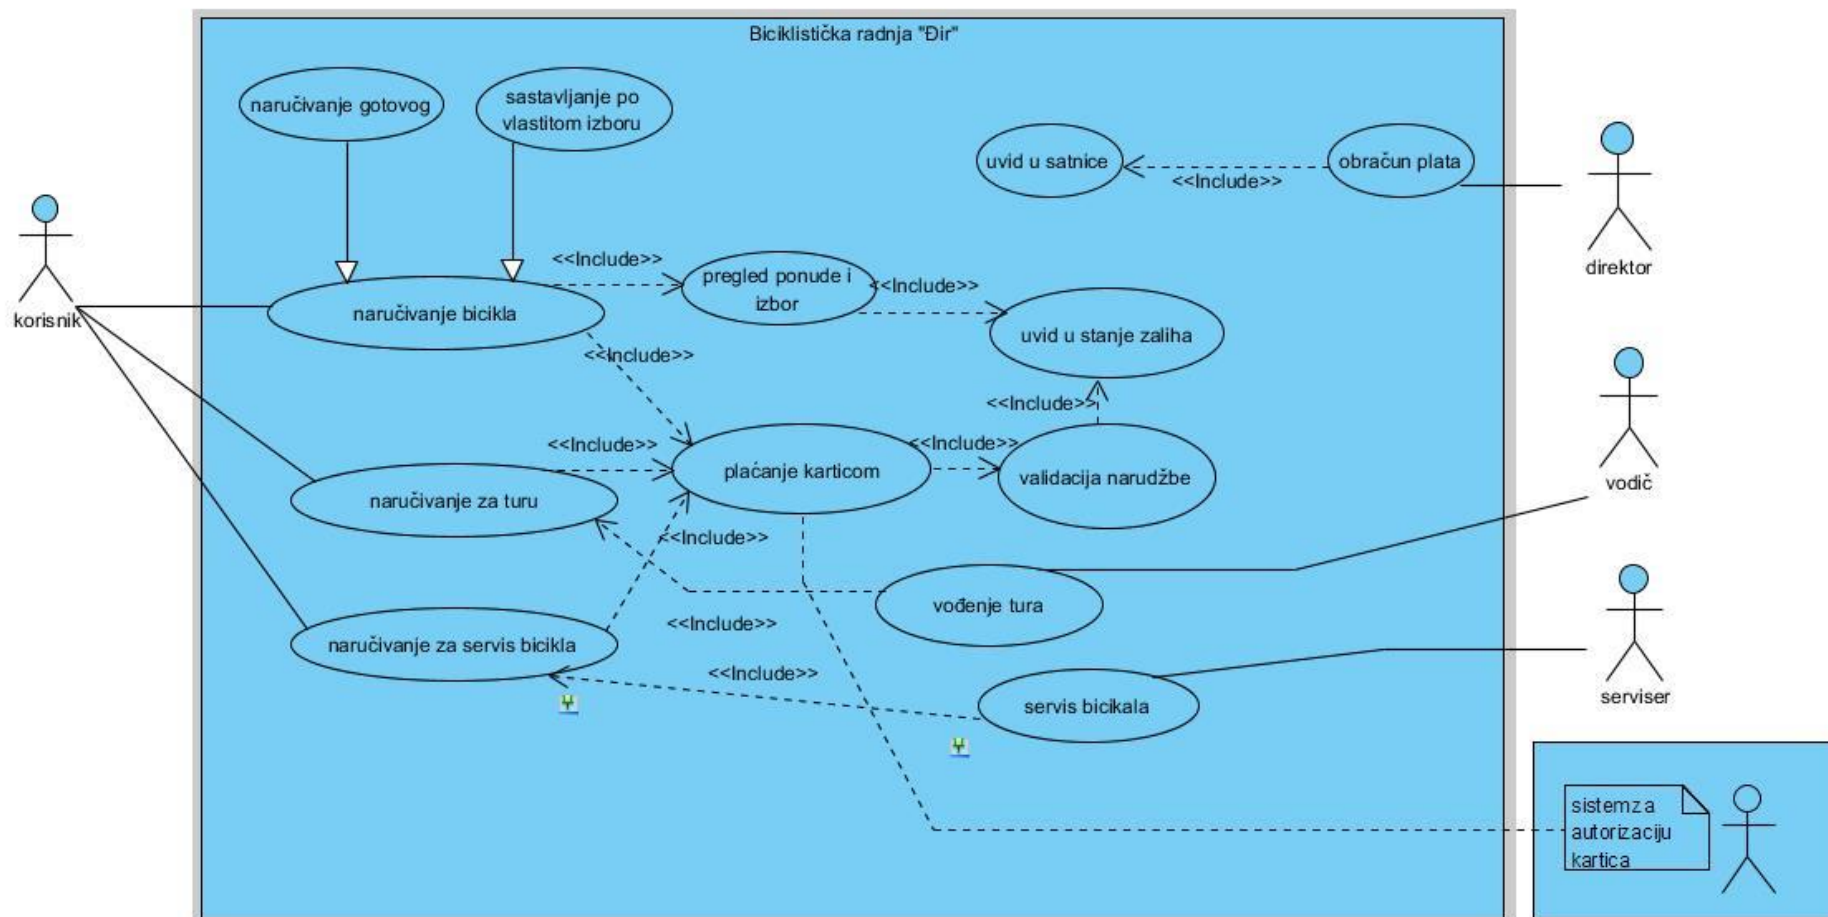 Biciklistička radnja "Đir"
naručivanje gotovog
sastavljanje po
vlastitom izboru
uvid u satnice
<<Include>>
obračun plata
direktor
korisnik
naručivanje bicikla
<<Include>>
pregled ponude i
izbor
<<Include>>
uvid u stanje zaliha
<<Include>>
<<Include>>
vodič
naručivanje za turu
<<Include>>
plaćanje karticom
<<Include>>
validacija narudžbe
<<Include>>
vođenje tura
<<Include>>
naručivanje za servis bicikla
<<Include>>
servis bicikala
serviser
sistem za
autorizaciju
kartica